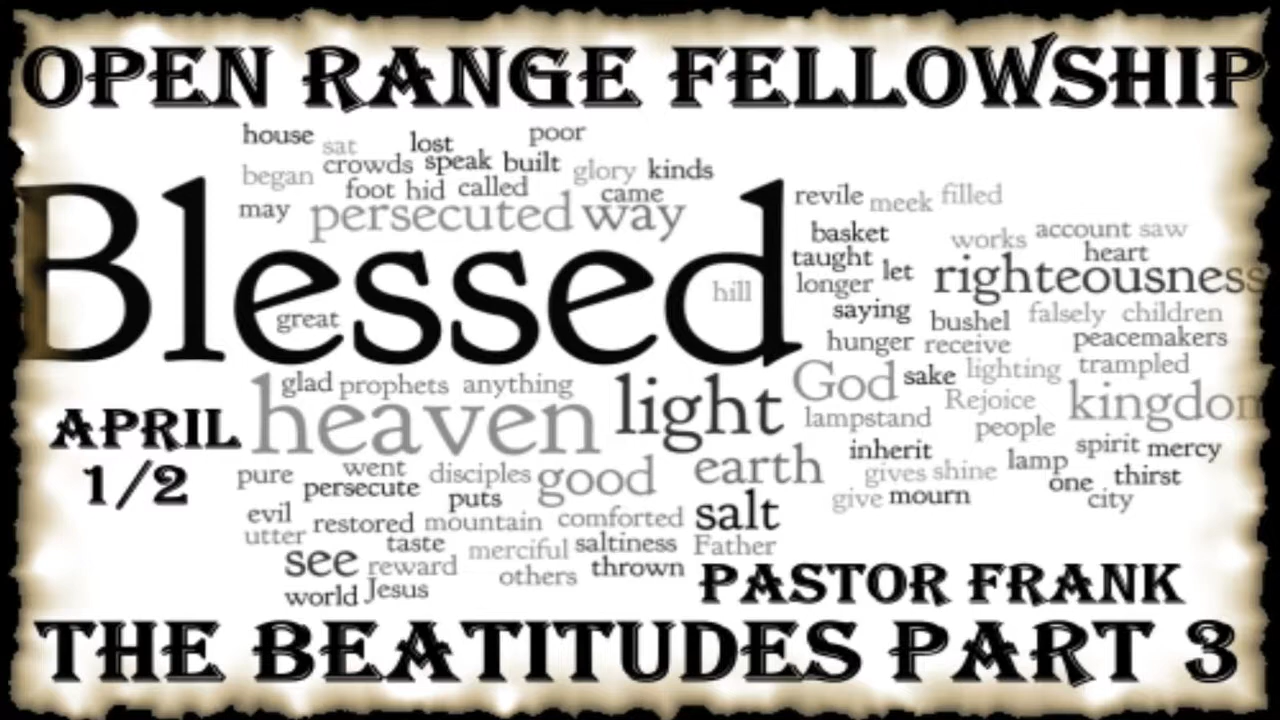 OPEN RANGE FELLOWSHIP
house sat lost poor
began crowds speak built glory kinds
foot hid called came
may persecuted way
revile meek filled
Blessed
basket works account saw
taught let heart
longer righteousness
hill
great saying bushel falsely children
hunger receive peacemakers
glad prophets anything God sake lighting trampled
heaven light lampstand Rejoice kingdom
people
APRIL
1/2
inherit spirit mercy
pure went disciples good earth gives shine lamp one thirst
persecute puts give mourn city
evil restored mountain comforted salt
utter taste merciful saltiness Father
see reward others thrown
world Jesus
PASTOR FRANK
THE BEATITUDES PART 3